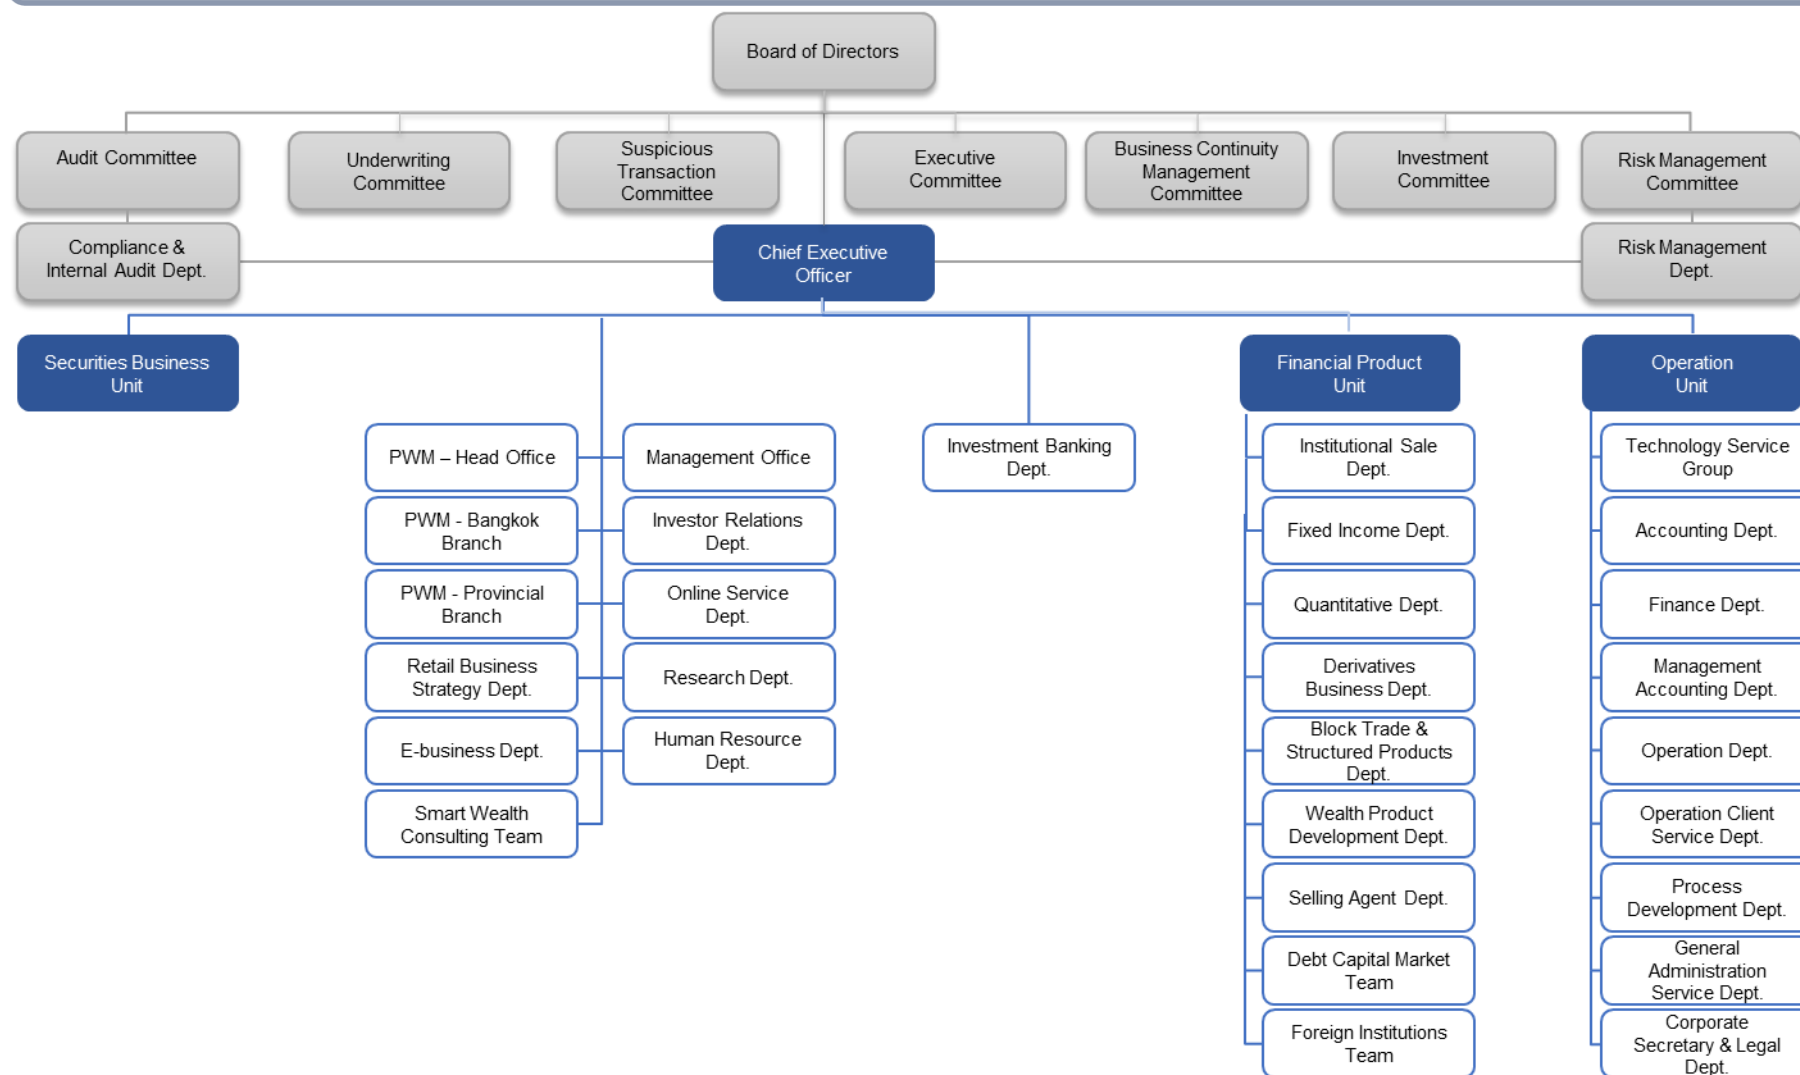 Board of Directors
Audit Committee
Underwriting
Committee
Suspicious
Transaction
Committee
Executive
Committee
Business Continuity
Management
Committee
Investment
Committee
Risk Management
Committee
Compliance &
Internal Audit Dept.
Chief Executive
Officer
Risk Management
Dept.
Securities Business
Unit
Financial Product
Unit
Operation
Unit
PWM – Head Office
PWM - Bangkok
Branch
PWM - Provincial
Branch
Retail Business
Strategy Dept.
E-business Dept.
Smart Wealth
Consulting Team
Management Office
Investor Relations
Dept.
Online Service
Dept.
Research Dept.
Human Resource
Dept.
Investment Banking
Dept.
Institutional Sale
Dept.
Fixed Income Dept.
Quantitative Dept.
Derivatives
Business Dept.
Block Trade &
Structured Products
Dept.
Wealth Product
Development Dept.
Selling Agent Dept.
Debt Capital Market
Team
Foreign Institutions
Team
Technology Service
Group
Accounting Dept.
Finance Dept.
Management
Accounting Dept.
Operation Dept.
Operation Client
Service Dept.
Process
Development Dept.
General
Administration
Service Dept.
Corporate
Secretary & Legal
Dept.